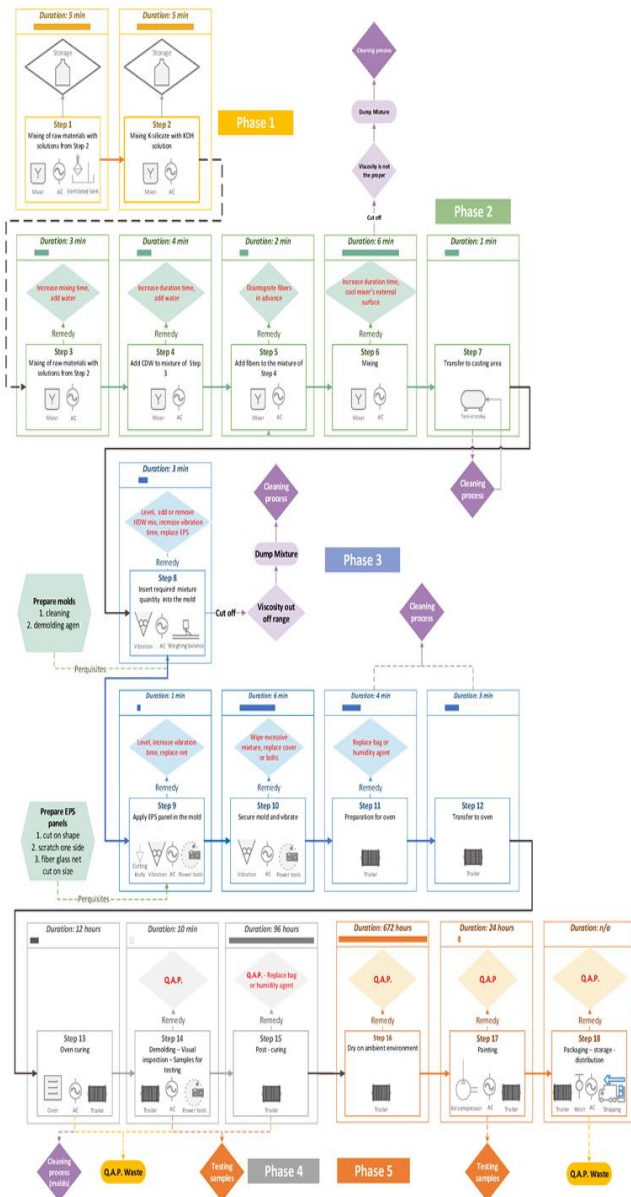 Duration: 5 min
Duration: 5 min
Storage
Storage
Step 1
Mixing of raw materials with
solutions from Step 2
Mixer
AC
Ventilated tank
Step 2
Mixing K-silicate with KOH
solution
Mixer
AC
Phase 1
Cleaning process
Dump Mixture
Viscosity is not
the proper
Cut off
Phase 2
Duration: 3 min
Duration: 4 min
Duration: 2 min
Duration: 6 min
Duration: 1 min
Increase mixing time,
add water
Increase duration time,
add water
Disintegrate fibers
in advance
Increase duration time,
cool mixer's external
surface
Remedy
Remedy
Remedy
Remedy
Step 3
Mixing of raw materials with
solutions from Step 2
Mixer
AC
Step 4
Add CDW to mixture of Step
3
Mixer
AC
Step 5
Add fibers to the mixture of
Step 4
Mixer
AC
Step 6
Mixing
Mixer
AC
Step 7
Transfer to casting area
Cleaning
process
Duration: 3 min
Level, add or remove
HDW mix, increase vibration
time, replace EPS
Remedy
Step 8
Insert required mixture
quantity into the mold
Vibration
AC
Weighing balance
Cut off
Viscosity out
off range
Dump Mixture
Cleaning
process
Phase 3
Prepare molds
1. cleaning
2. demolding agen
Perquisites
Cleaning
process
Duration: 1 min
Duration: 6 min
Duration: 4 min
Duration: 3 min
Level, increase vibration
time, replace net
Wipe excessive
mixture, replace cover
or bolts
Replace bag or
humidity agent
Remedy
Remedy
Remedy
Step 9
Apply EPS panel in the mold
Cutting
Knife
Vibration
AC
Power tools
Step 10
Secure mold and vibrate
Vibration
AC
Power tools
Step 11
Preparation for oven
Trailer
Step 12
Transfer to oven
Trailer
Prepare EPS
panels
1. cut on shape
2. scratch one side
3. fiber glass net
cut on size
Perquisites
Duration: 12 hours
Duration: 10 min
Duration: 96 hours
Duration: 672 hours
Duration: 24 hours
Duration: n/a
Q.A.P.
Q.A.P. - Replace bag
or humidity agent
Q.A.P.
Q.A.P
Q.A.P.
Remedy
Remedy
Remedy
Remedy
Remedy
Step 13
Oven curing
Oven
AC
Trailer
Step 14
Demolding – Visual
inspection – Samples for
testing
Trailer
AC
Power tools
Step 15
Post - curing
Trailer
Step 16
Dry on ambient environment
Trailer
Step 17
Painting
Air compressor
AC
Trailer
Step 18
Packaging – storage -
distribution
Trailer
AC
Shipping
Cleaning
process
(molds)
Q.A.P. Waste
Testing
samples
Phase 4
Phase 5
Testing
samples
Q.A.P. Waste